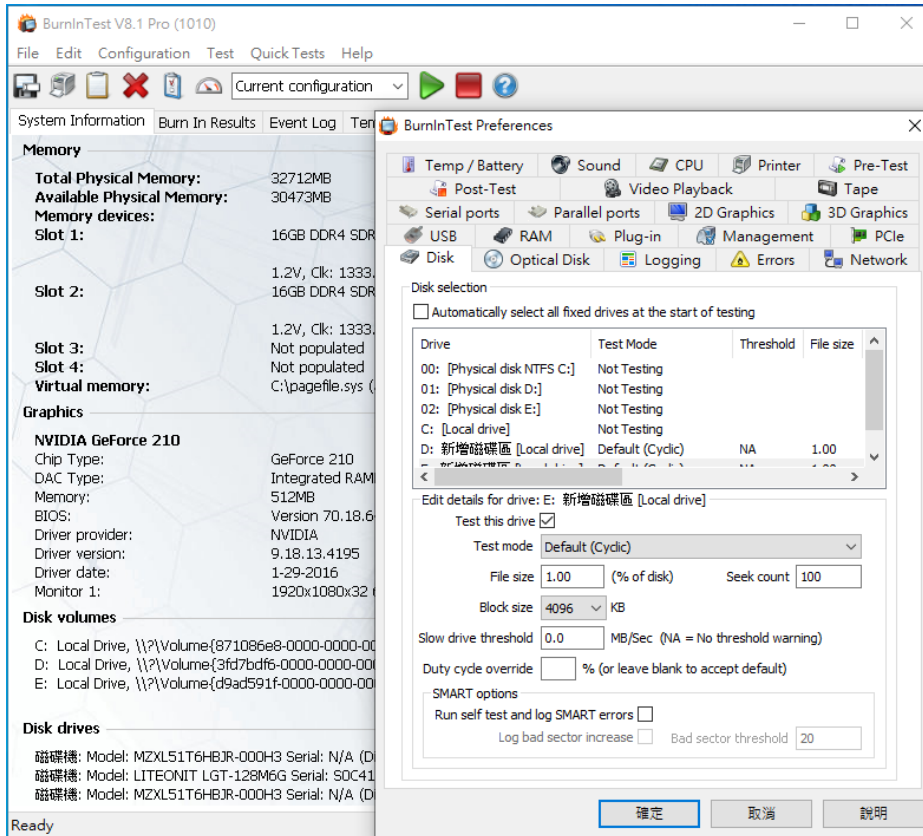 BurnInTest V8.1 Pro (1010)
File Edit Configuration Test Quick Tests Help
Current configuration
System Information Burn In Results Event Log
Memory
Total Physical Memory: 32712MB
Available Physical Memory: 30473MB
Memory devices:
Slot 1: 16GB DDR4
1.2V, Clk: 1333.
Slot 2: 16GB DDR4
1.2V, Clk: 1333.
Slot 3: Not populated
Slot 4: Not populated
Virtual memory: C:\pagefile.sys
Graphics
NVIDIA GeForce 210
Chip Type: GeForce 210
DAC Type: Integrated
Memory: 512MB
BIOS: Version 70.18.6
Driver provider: NVIDIA
Driver version: 9.18.13.4195
Driver date: 1-29-2016
Monitor 1: 1920x1080x32
Disk volumes
C: Local Drive, \\?\Volume{871086e8-0000-0000-00
D: Local Drive, \\?\Volume{3fd7bdf6-0000-0000-00
E: Local Drive, \\?\Volume{d9ad591f-0000-0000-00
Disk drives
磁碟機: Model: MZXL51T6HBJR-000H3 Serial: N/A
磁碟機: Model: LITEONIT LGT-128M6G Serial: S0C41
磁碟機: Model: MZXL51T6HBJR-000H3 Serial: N/A
Ready
BurnInTest Preferences
Temp / Battery Sound CPU Printer Pre-Test
Post-Test Video Playback Tape
Serial ports Parallel ports 2D Graphics 3D Graphics
USB RAM Plug-in Management PCIe
Disk Optical Disk Logging Errors Network
Disk selection
Automatically select all fixed drives at the start of testing
Drive Test Mode Threshold File size
00: [Physical disk NTFS C:] Not Testing
01: [Physical disk D:] Not Testing
02: [Physical disk E:] Not Testing
C: [Local drive] Not Testing
D: 新增磁碟區 [Local drive] Default (Cyclic) NA 1.00
Edit details for drive: E: 新增磁碟區 [Local drive]
Test this drive
Test mode Default (Cyclic)
File size 1.00 (% of disk) Seek count 100
Block size 4096 KB
Slow drive threshold 0.0 MB/Sec (NA = No threshold warning)
Duty cycle override % (or leave blank to accept default)
SMART options
Run self test and log SMART errors
Log bad sector increase Bad sector threshold 20
確定 取消 說明